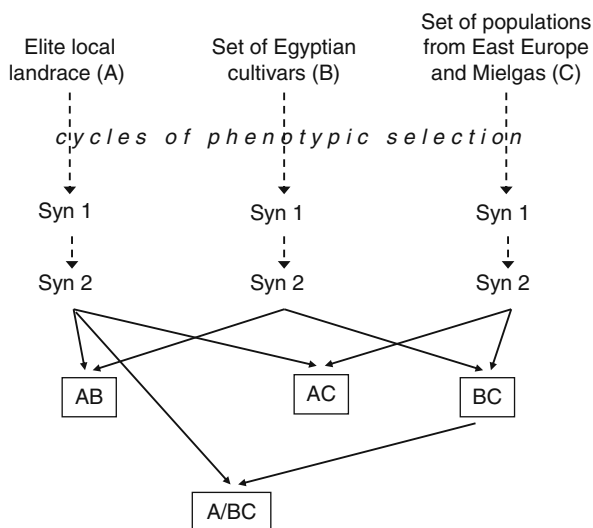 Elite local
landrace (A)
Set of Egyptian
cultivars (B)
Set of populations
from East Europe
and Mielgas (C)
cycles of phenotypic selection
Syn 1
Syn 1
Syn 1
Syn 2
Syn 2
Syn 2
AB
AC
BC
A/BC